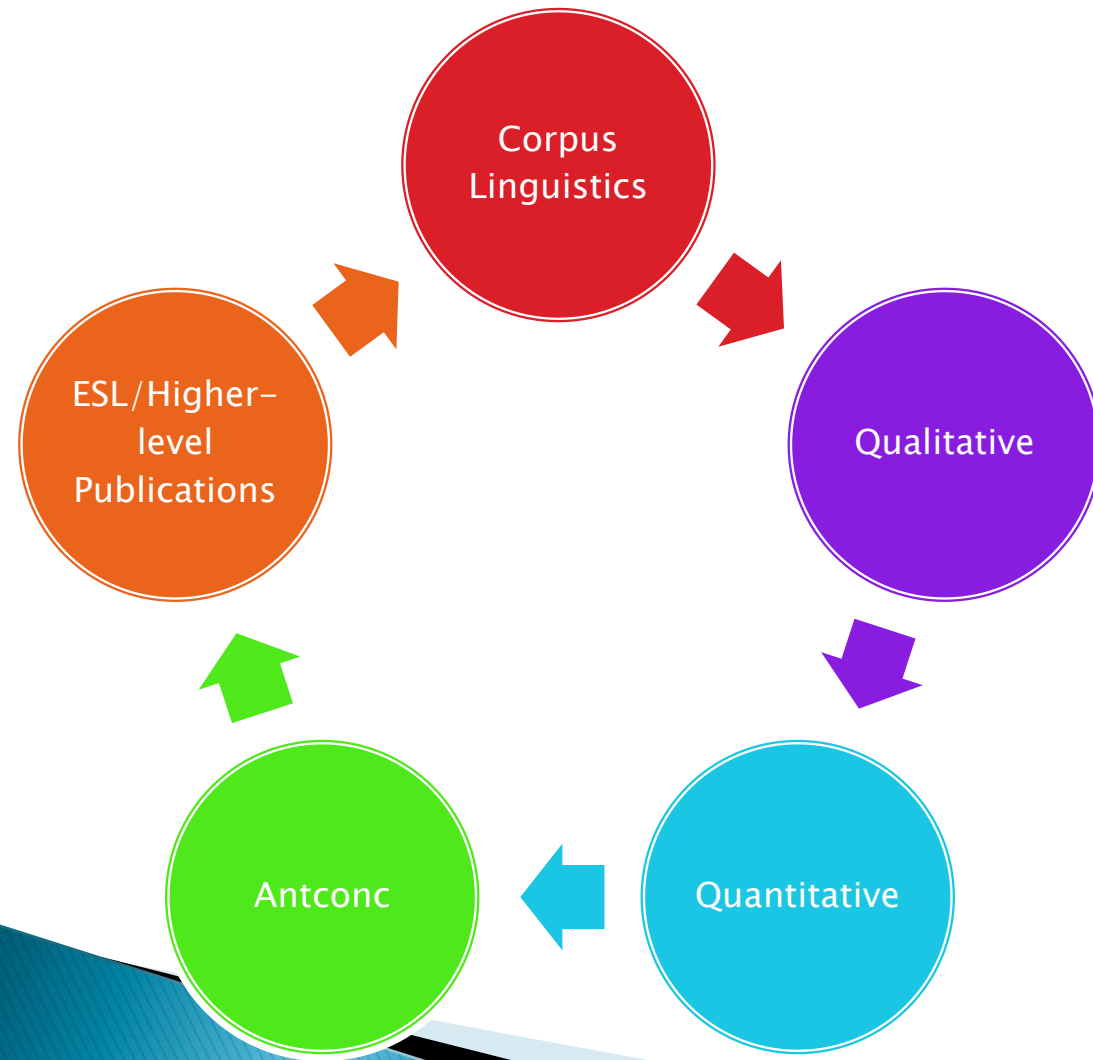 Corpus
Linguistics
Qualitative
Quantitative
Antconc
ESL/Higher-
level
Publications